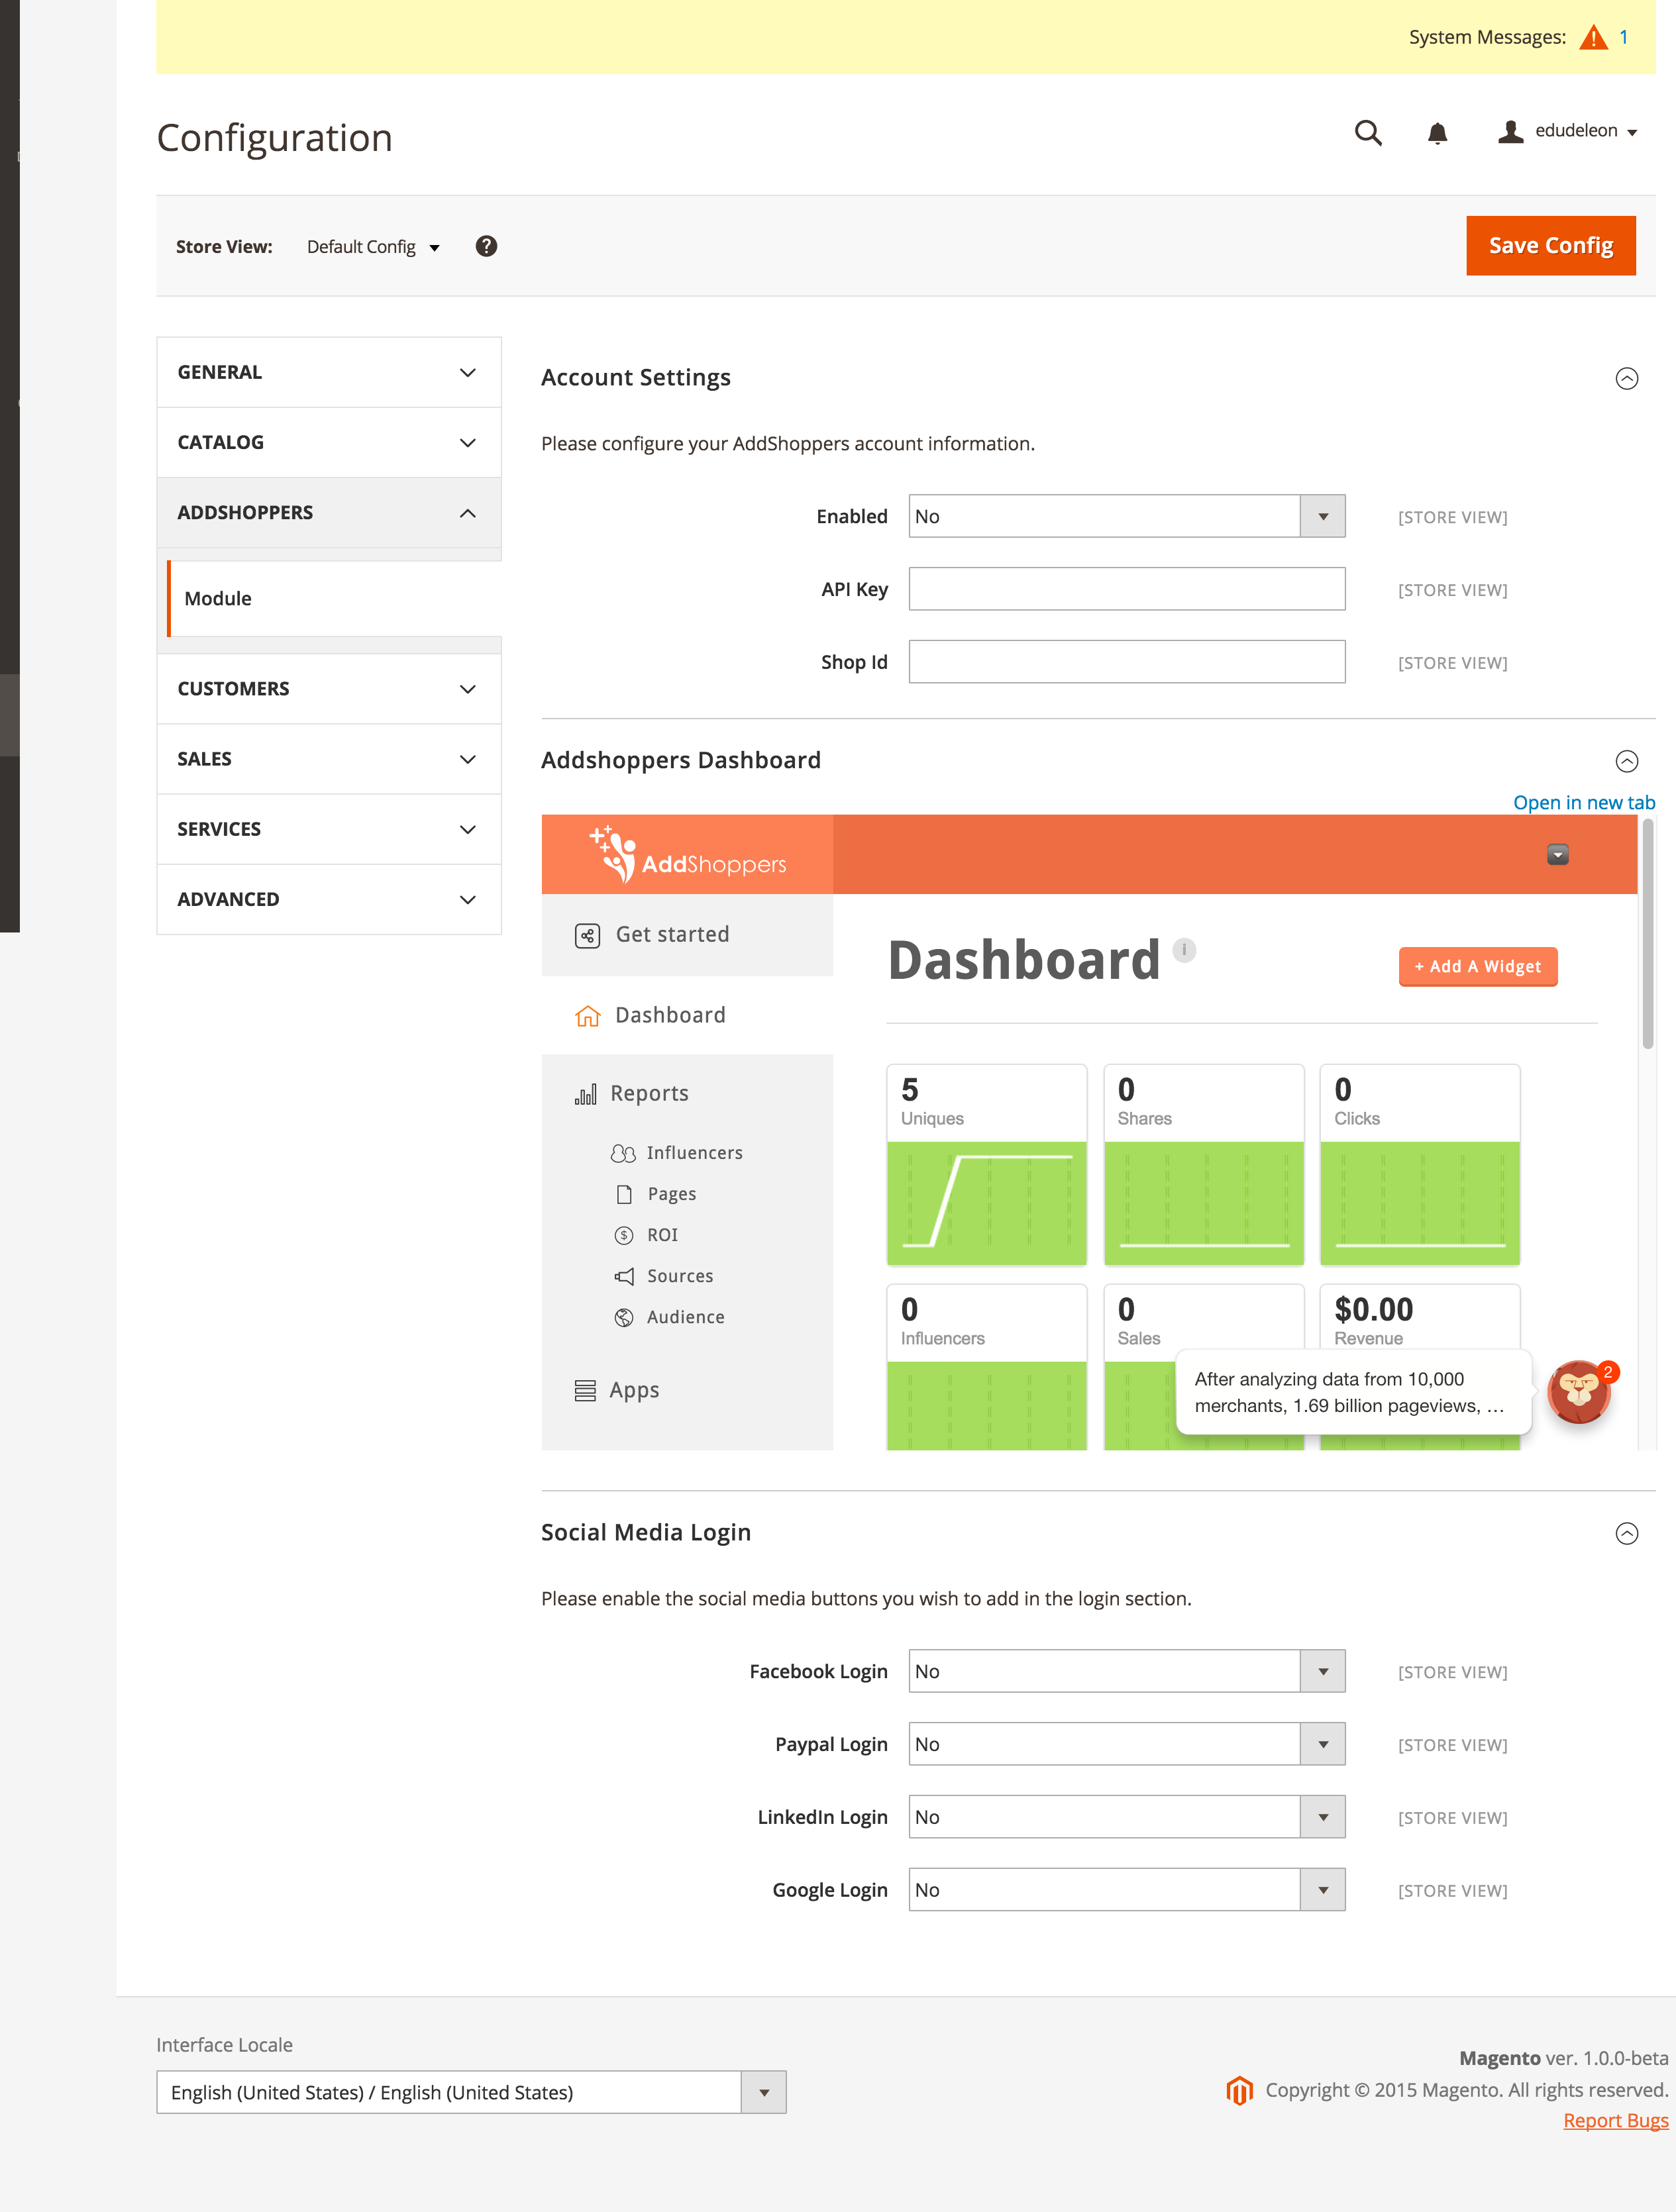 System Messages: 1
Configuration
edudeleon
Store View: Default Config ?
Save Config
GENERAL
CATALOG
ADDSHOPPERS
Module
CUSTOMERS
SALES
SERVICES
ADVANCED
Account Settings
Please configure your AddShoppers account information.
Enabled No [STORE VIEW]
API Key [STORE VIEW]
Shop Id [STORE VIEW]
Addshoppers Dashboard
Open in new tab
AddShoppers
Get started
Dashboard
Reports
Influencers
Pages
ROI
Sources
Audience
Apps
Dashboard i
+ Add A Widget
5 0 0
Uniques Shares Clicks
0 0 $0.00
Influencers Sales Revenue
After analyzing data from 10,000
merchants, 1.69 billion pageviews, ...
2
Social Media Login
Please enable the social media buttons you wish to add in the login section.
Facebook Login No [STORE VIEW]
Paypal Login No [STORE VIEW]
LinkedIn Login No [STORE VIEW]
Google Login No [STORE VIEW]
Interface Locale
English (United States) / English (United States)
Magento ver. 1.0.0-beta
Copyright © 2015 Magento. All rights reserved.
Report Bugs